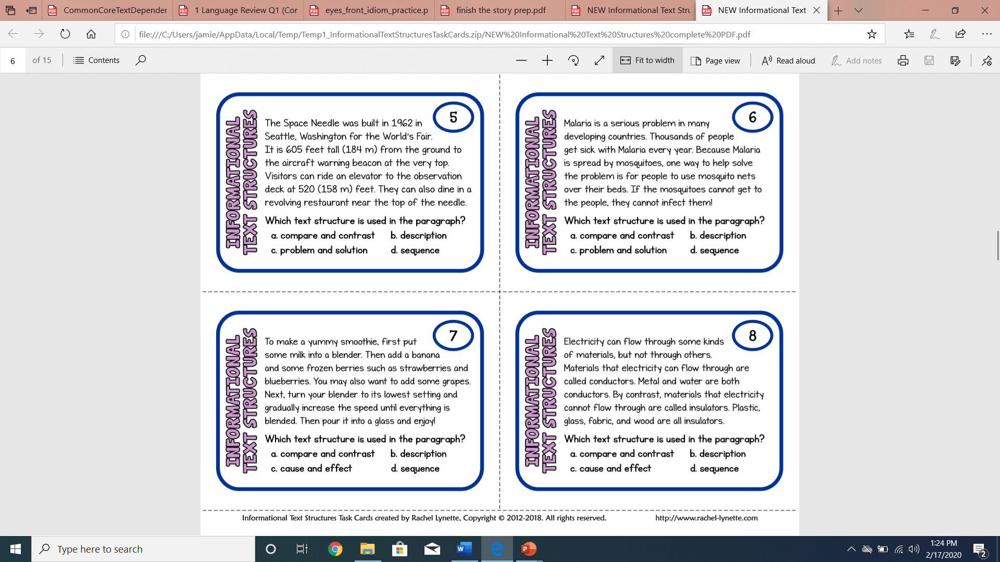 CommonCoreTextDepender
1 Language Review Q1 (Cor
eyes_front_idiom_practice.p
finish the story prep.pdf
NEW Informational Text Stru
NEW Informational Text
file:///C:/Users/jamie/AppData/Local/Temp/Temp1_InformationalTextStructuresTaskCards.zip/NEW%20Informational%20Text%20Structures%20complete%20PDF.pdf
6 of 15
Contents
Fit to width
Page view
Read aloud
Add notes
5
INFORMATIONAL
TEXT STRUCTURES
The Space Needle was built in 1962 in
Seattle, Washington for the World's Fair.
It is 605 feet tall (184 m) from the ground to
the aircraft warning beacon at the very top.
Visitors can ride an elevator to the observation
deck at 520 (158 m) feet. They can also dine in a
revolving restaurant near the top of the needle.
Which text structure is used in the paragraph?
a. compare and contrast b. description
c. problem and solution d. sequence
6
INFORMATIONAL
TEXT STRUCTURES
Malaria is a serious problem in many
developing countries. Thousands of people
get sick with Malaria every year. Because Malaria
is spread by mosquitoes, one way to help solve
the problem is for people to use mosquito nets
over their beds. If the mosquitoes cannot get to
the people, they cannot infect them!
Which text structure is used in the paragraph?
a. compare and contrast b. description
c. problem and solution d. sequence
7
INFORMATIONAL
TEXT STRUCTURES
To make a yummy smoothie, first put
some milk into a blender. Then add a banana
and some frozen berries such as strawberries and
blueberries. You may also want to add some grapes.
Next, turn your blender to its lowest setting and
gradually increase the speed until everything is
blended. Then pour it into a glass and enjoy!
Which text structure is used in the paragraph?
a. compare and contrast b. description
c. cause and effect d. sequence
8
INFORMATIONAL
TEXT STRUCTURES
Electricity can flow through some kinds
of materials, but not through others.
Materials that electricity can flow through are
called conductors. Metal and water are both
conductors. By contrast, materials that electricity
cannot flow through are called insulators. Plastic,
glass, fabric, and wood are all insulators.
Which text structure is used in the paragraph?
a. compare and contrast b. description
c. cause and effect d. sequence
Informational Text Structures Task Cards created by Rachel Lynette, Copyright © 2012-2018. All rights reserved. http://www.rachel-lynette.com
Type here to search
1:24 PM
2/17/2020
2